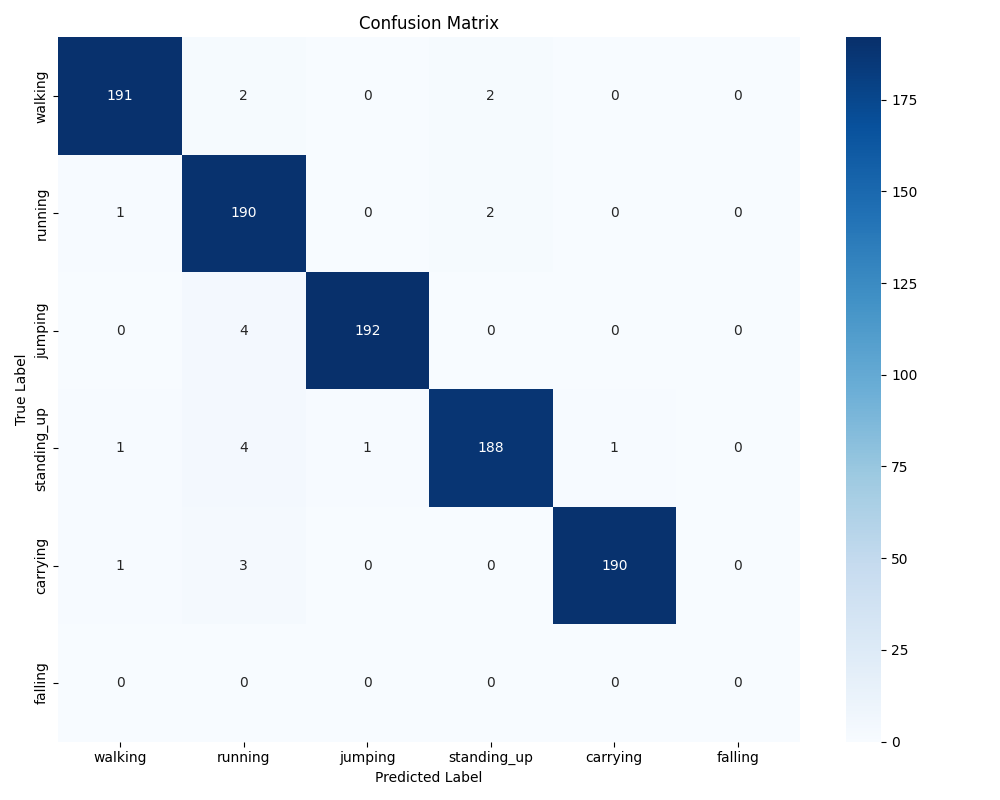 Confusion Matrix
walking 191 2 0 2 0 0
running 1 190 0 2 0 0
jumping 0 4 192 0 0 0
standing_up 1 4 1 188 1 0
carrying 1 3 0 0 190 0
falling 0 0 0 0 0 0
walking running jumping standing_up carrying falling
Predicted Label
True Label
175
150
125
100
75
50
25
0